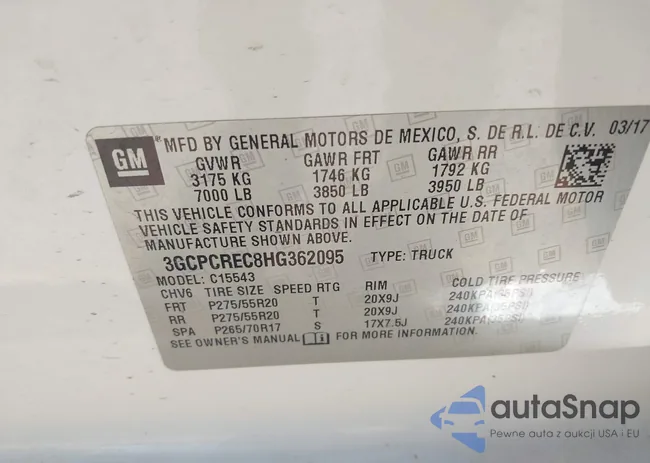 GM
MFD BY GENERAL MOTORS DE MEXICO, S. DE R.L. DE C.V. 03/17
GVWR GAWR FRT GAWR RR
3175 KG 1746 KG 1792 KG
7000 LB 3850 LB 3950 LB
THIS VEHICLE CONFORMS TO ALL APPLICABLE U.S. FEDERAL MOTOR
VEHICLE SAFETY STANDARDS IN EFFECT ON THE DATE OF
MANUFACTURE SHOWN ABOVE.
3GCPCREC8HG362095 TYPE: TRUCK
MODEL: C15543
CHV6 TIRE SIZE SPEED RTG RIM COLD TIRE PRESSURE
FRT P275/55R20 T 20X9J 240KPA(35PSI)
RR P275/55R20 T 20X9J 240KPA(35PSI)
SPA P265/70R17 S 17X7.5J 240KPA(35PSI)
SEE OWNER'S MANUAL FOR MORE INFORMATION.
autaSnap
Pewne auta z aukcji USA i EU